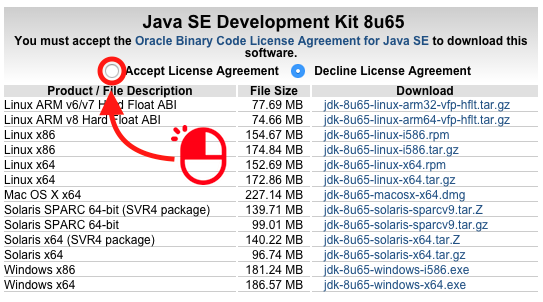 Java SE Development Kit 8u65
You must accept the Oracle Binary Code License Agreement for Java SE to download this
software.
Accept License Agreement Decline License Agreement
Product / File Description File Size Download
Linux ARM v6/v7 Hard Float ABI 77.69 MB jdk-8u65-linux-arm32-vfp-hflt.tar.gz
Linux ARM v8 Hard Float ABI 74.66 MB jdk-8u65-linux-arm64-vfp-hflt.tar.gz
Linux x86 154.67 MB jdk-8u65-linux-i586.rpm
Linux x86 174.84 MB jdk-8u65-linux-i586.tar.gz
Linux x64 152.69 MB jdk-8u65-linux-x64.rpm
Linux x64 172.86 MB jdk-8u65-linux-x64.tar.gz
Mac OS X x64 227.14 MB jdk-8u65-macosx-x64.dmg
Solaris SPARC 64-bit (SVR4 package) 139.71 MB jdk-8u65-solaris-sparcv9.tar.Z
Solaris SPARC 64-bit 99.01 MB jdk-8u65-solaris-sparcv9.tar.gz
Solaris x64 (SVR4 package) 140.22 MB jdk-8u65-solaris-x64.tar.Z
Solaris x64 96.74 MB jdk-8u65-solaris-x64.tar.gz
Windows x86 181.24 MB jdk-8u65-windows-i586.exe
Windows x64 186.57 MB jdk-8u65-windows-x64.exe